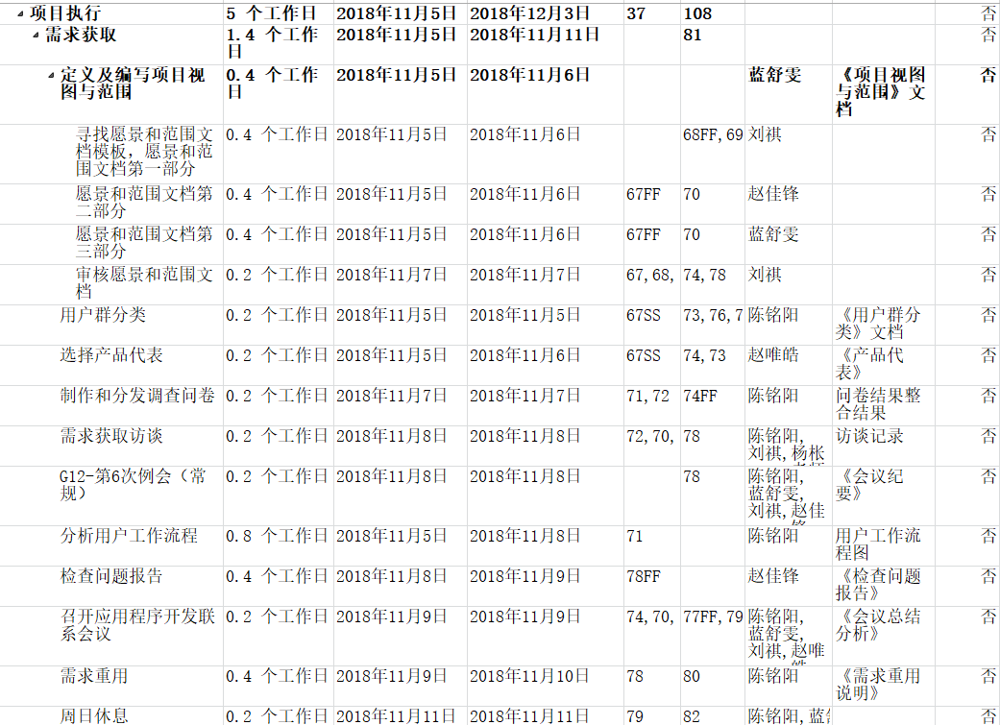 项目执行 5 个工作日 2018年11月5日 2018年12月3日 37 108 否
需求获取 1.4 个工作 2018年11月5日 2018年11月11日 81 否
日
定义及编写项目视 0.4 个工作 2018年11月5日 2018年11月6日 蓝舒雯 《项目视图 否
图与范围 日 与范围》文
档
寻找愿景和范围文 0.4 个工作日 2018年11月5日 2018年11月6日 68FF,69 刘祺 否
档模板，愿景和范
围文档第一部分
愿景和范围文档第 0.4 个工作日 2018年11月5日 2018年11月6日 67FF 70 赵佳锋 否
二部分
愿景和范围文档第 0.4 个工作日 2018年11月5日 2018年11月6日 67FF 70 蓝舒雯 否
三部分
审核愿景和范围文 0.2 个工作日 2018年11月7日 2018年11月7日 67,68, 74,78 刘祺 否
档
用户群分类 0.2 个工作日 2018年11月5日 2018年11月5日 67SS 73,76,7 陈铭阳 《用户群分 否
类》文档
选择产品代表 0.2 个工作日 2018年11月5日 2018年11月6日 67SS 74,73 赵唯皓 《产品代 否
表》
制作和分发调查问卷 0.2 个工作日 2018年11月7日 2018年11月7日 71,72 74FF 陈铭阳 问卷结果整 否
合结果
需求获取访谈 0.2 个工作日 2018年11月8日 2018年11月8日 72,70, 78 陈铭阳, 访谈记录 否
刘祺,杨枨
G12-第6次例会（常 0.2 个工作日 2018年11月8日 2018年11月8日 78 陈铭阳, 《会议纪 否
规） 蓝舒雯, 要》
刘祺,赵佳
分析用户工作流程 0.8 个工作日 2018年11月5日 2018年11月8日 71 陈铭阳 用户工作流 否
程图
检查问题报告 0.4 个工作日 2018年11月8日 2018年11月9日 78FF 赵佳锋 《检查问题 否
报告》
召开应用程序开发联 0.2 个工作日 2018年11月9日 2018年11月9日 74,70, 77FF,79 陈铭阳, 《会议总结 否
系会议 蓝舒雯, 分析》
刘祺,赵唯
需求重用 0.4 个工作日 2018年11月9日 2018年11月10日 78 80 陈铭阳 《需求重用 否
说明》
周日休息 0.2 个工作日 2018年11月11日 2018年11月11日 79 82 陈铭阳,蓝 否